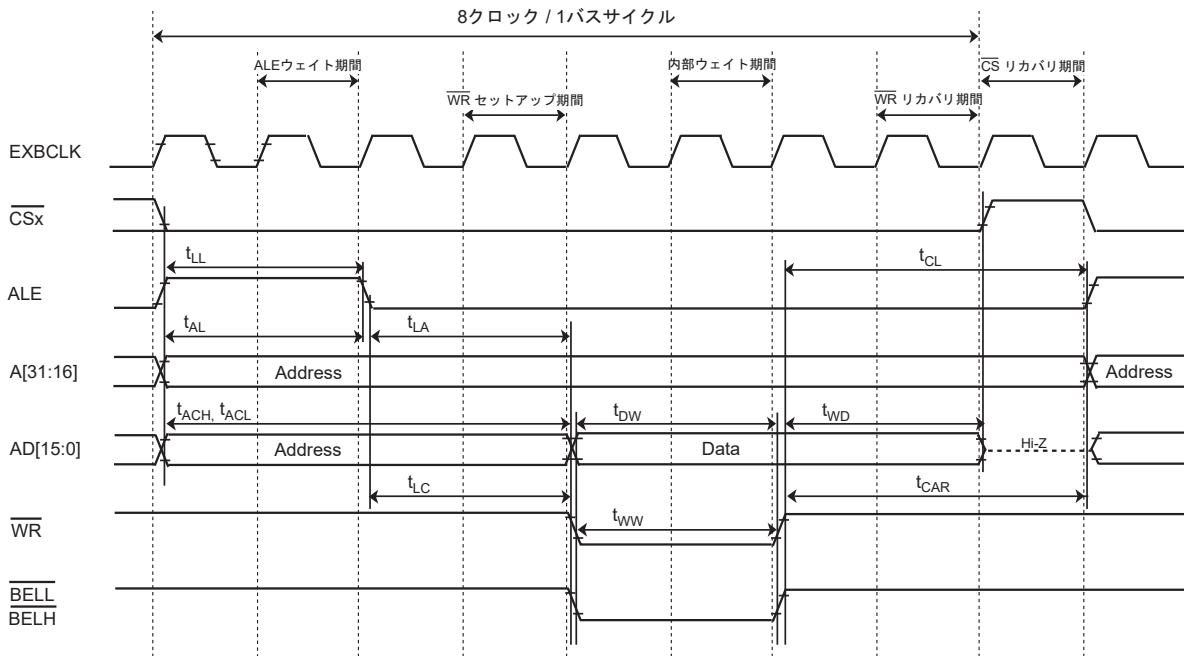 8クロック / 1バスサイクル
ALEウェイト期間
内部ウェイト期間
CS リカバリ期間
WR セットアップ期間
WR リカバリ期間
EXBCLK
CSx
tLL
tCL
ALE
tAL
tLA
A[31:16]
Address
Address
tACH, tACL
tDW
tWD
AD[15:0]
Address
Data
Hi-Z
tLC
tCAR
WR
tWW
BELL
BELH